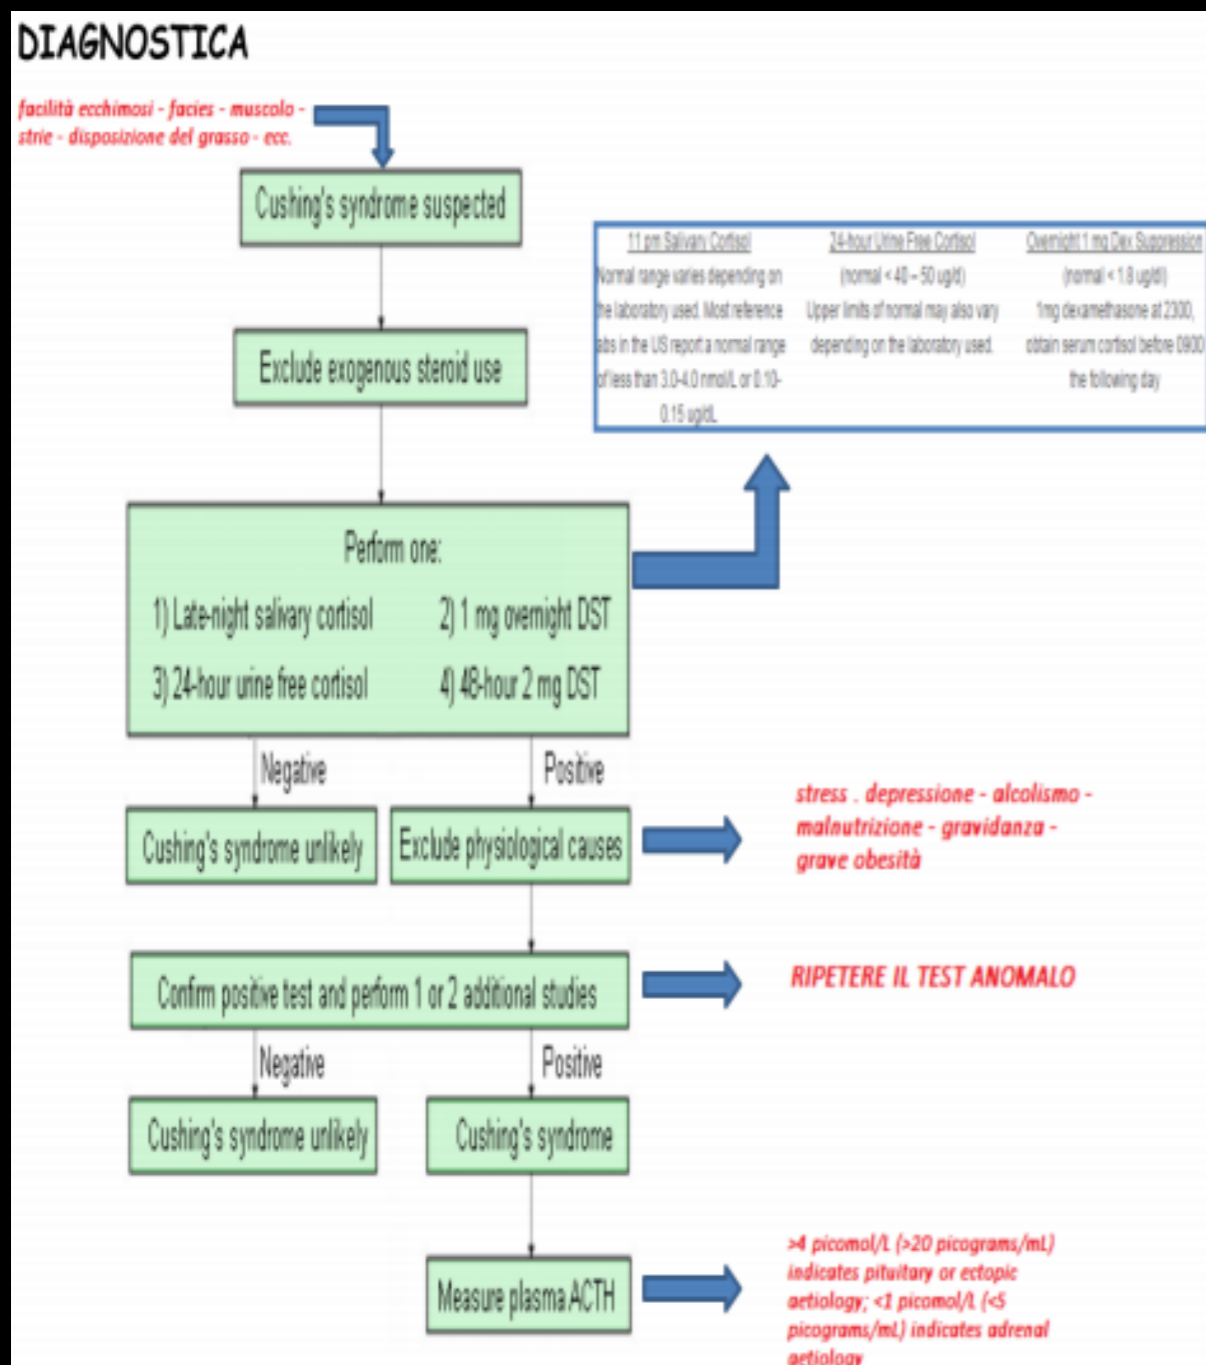 DIAGNOSTICA
facilità ecchimosi - facies - muscolo -
strie - disposizione del grasso - ecc.
Cushing's syndrome suspected
Exclude exogenous steroid use
11 pm Salivary Cortisol
Normal range varies depending on
the laboratory used. Most reference
abs in the US report a normal range
of less than 3.0-4.0 nmol/L or 0.10-
0.15 ug/dL
24-hour Urine Free Cortisol
(normal < 40 – 50 ug/d)
Upper limits of normal may also vary
depending on the laboratory used.
Overnight 1 mg Dex Suppression
(normal < 1.8 ug/dl)
1mg dexamethasone at 2300,
obtain serum cortisol before 0900
the following day
Perform one:
1) Late-night salivary cortisol
2) 1 mg overnight DST
3) 24-hour urine free cortisol
4) 48-hour 2 mg DST
Negative
Positive
Cushing's syndrome unlikely
Exclude physiological causes
stress . depressione - alcolismo -
malnutrizione - gravidanza -
grave obesità
Confirm positive test and perform 1 or 2 additional studies
RIPETERE IL TEST ANOMALO
Negative
Positive
Cushing's syndrome unlikely
Cushing's syndrome
Measure plasma ACTH
>4 picomol/L (>20 picograms/mL)
indicates pituitary or ectopic
aetiology; <1 picomol/L (<5
picograms/mL) indicates adrenal
aetiology